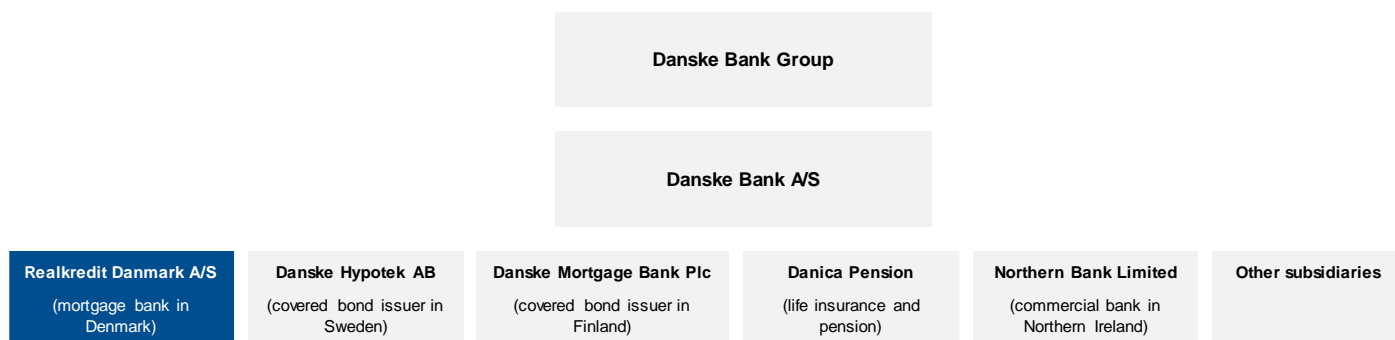 Danske Bank Group
Danske Bank A/S
Realkredit Danmark A/S
(mortgage bank in
Denmark)
Danske Hypotek AB
(covered bond issuer in
Sweden)
Danske Mortgage Bank Plc
(covered bond issuer in
Finland)
Danica Pension
(life insurance and
pension)
Northern Bank Limited
(commercial bank in
Northern Ireland)
Other subsidiaries